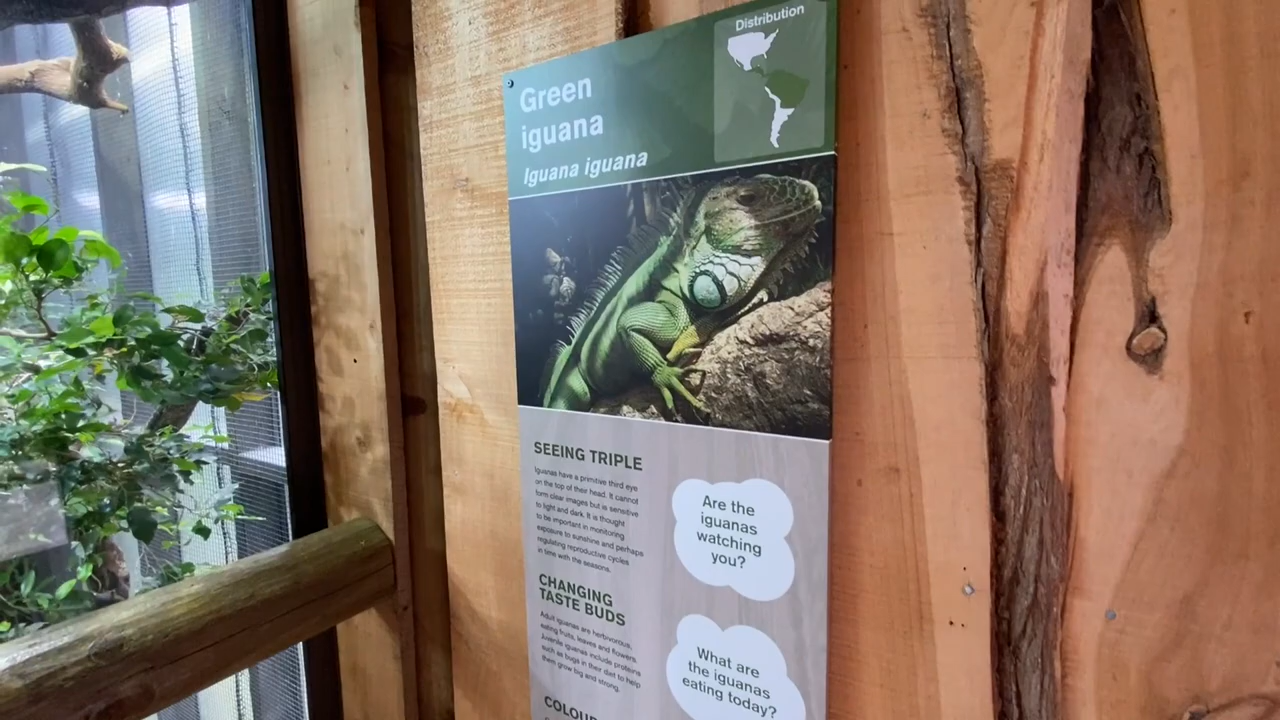 Distribution
Green
iguana
Iguana iguana
SEEING TRIPLE
Iguanas have a primitive third eye
on the top of their head. It cannot
form clear images but is sensitive
to light and dark. It is thought
to be important in monitoring
exposure to sunshine and perhaps
regulating reproductive cycles
in time with the seasons.
Are the
iguanas
watching
you?
CHANGING
TASTE BUDS
Adult iguanas are herbivorous,
eating fruits, leaves and flowers.
Juvenile iguanas include proteins
such as bugs in their diet to help
them grow big and strong.
What are
the iguanas
eating today?
COLOUR